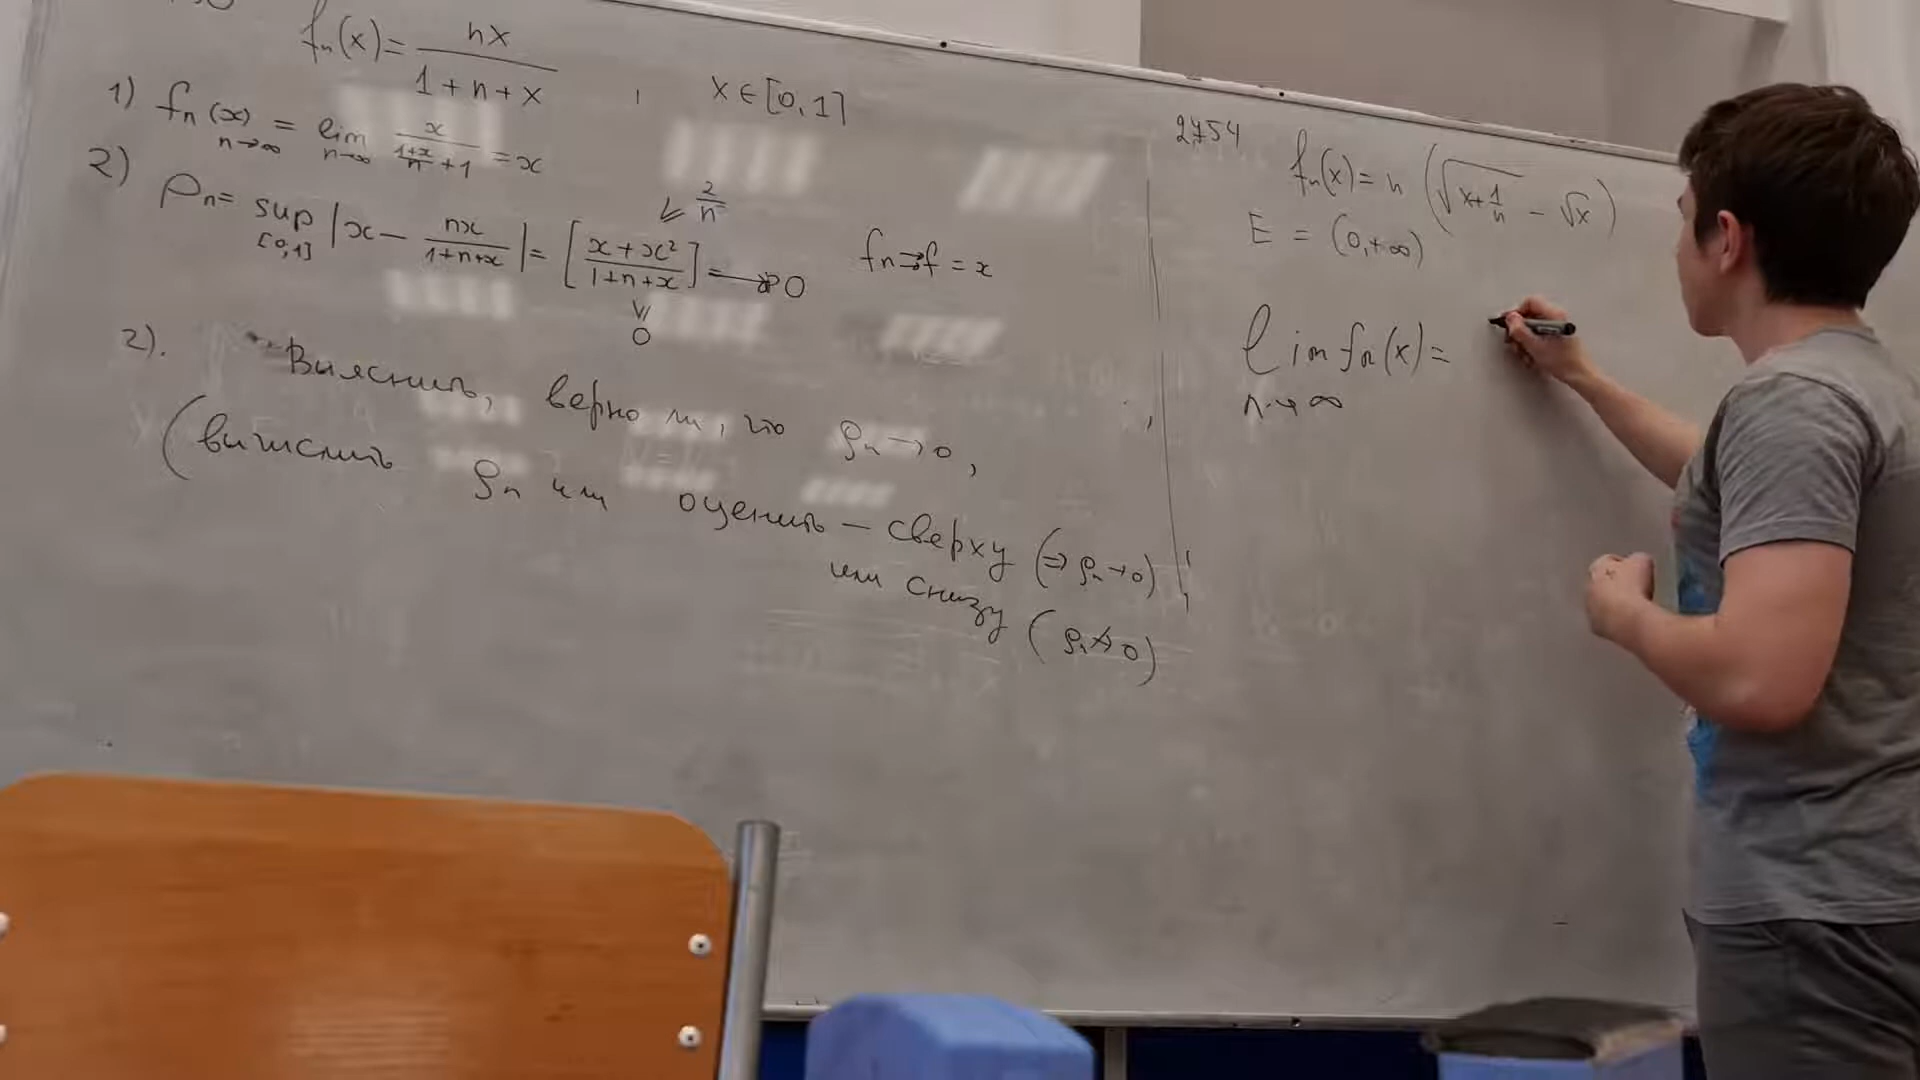 fₙ(x) = nx / (1+n+x) , x ∈ [0,1]
1) fₙ(x) n→∞ = lim n→∞ x / ((1+x)/n + 1) = x
2) ρₙ = sup [0,1] |x − nx/(1+n+x)| = [(x+x²)/(1+n+x)] → 0 fₙ ⇉ f = x
≤ 2/n
≥ 0
2). Выяснить, верно ли, что ρₙ → 0,
(вычислить ρₙ или оценить – сверху (⇒ ρₙ → 0)
или снизу (ρₙ ↛ 0)
2754 fₙ(x) = n (√(x+1/n) − √x)
E = (0,+∞)
lim fₙ(x) =
n→∞